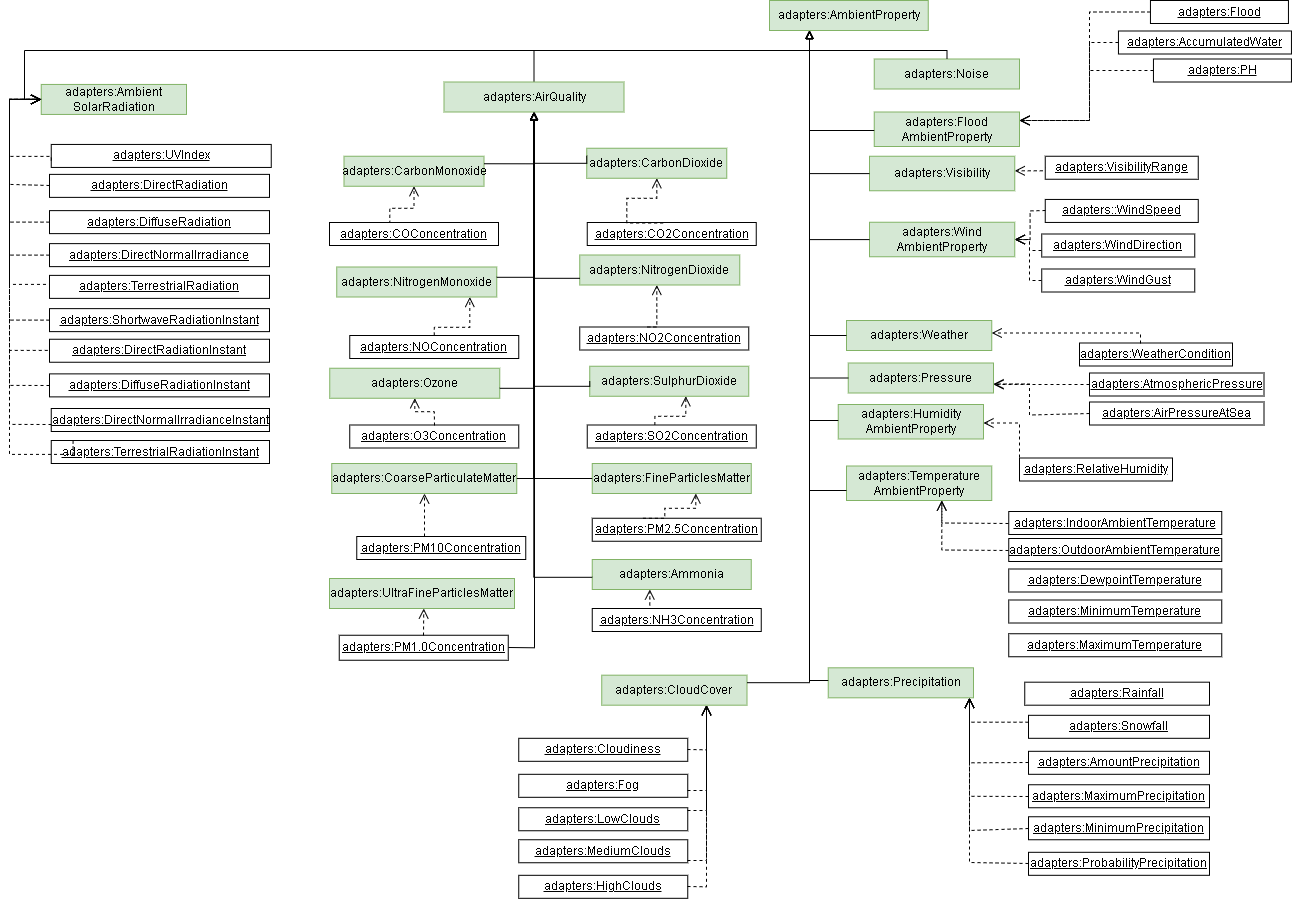 adapters:AmbientProperty
adapters:Flood
adapters:AccumulatedWater
adapters:PH
adapters:Noise
adapters:Ambient
SolarRadiation
adapters:AirQuality
adapters:Flood
AmbientProperty
adapters:UVIndex
adapters:DirectRadiation
adapters:DiffuseRadiation
adapters:DirectNormalIrradiance
adapters:TerrestrialRadiation
adapters:ShortwaveRadiationInstant
adapters:DirectRadiationInstant
adapters:DiffuseRadiationInstant
adapters:DirectNormalIrradianceInstant
adapters:TerrestrialRadiationInstant
adapters:CarbonMonoxide
adapters:CarbonDioxide
adapters:COConcentration
adapters:CO2Concentration
adapters:NitrogenMonoxide
adapters:NitrogenDioxide
adapters:NOConcentration
adapters:NO2Concentration
adapters:Ozone
adapters:SulphurDioxide
adapters:O3Concentration
adapters:SO2Concentration
adapters:CoarseParticulateMatter
adapters:FineParticlesMatter
adapters:PM10Concentration
adapters:PM2.5Concentration
adapters:UltraFineParticlesMatter
adapters:Ammonia
adapters:PM1.0Concentration
adapters:NH3Concentration
adapters:Visibility
adapters:VisibilityRange
adapters:Wind
AmbientProperty
adapters::WindSpeed
adapters:WindDirection
adapters:WindGust
adapters:Weather
adapters:WeatherCondition
adapters:Pressure
adapters:AtmosphericPressure
adapters:AirPressureAtSea
adapters:Humidity
AmbientProperty
adapters:RelativeHumidity
adapters:Temperature
AmbientProperty
adapters:IndoorAmbientTemperature
adapters:OutdoorAmbientTemperature
adapters:DewpointTemperature
adapters:MinimumTemperature
adapters:MaximumTemperature
adapters:CloudCover
adapters:Precipitation
adapters:Cloudiness
adapters:Fog
adapters:LowClouds
adapters:MediumClouds
adapters:HighClouds
adapters:Rainfall
adapters:Snowfall
adapters:AmountPrecipitation
adapters:MaximumPrecipitation
adapters:MinimumPrecipitation
adapters:ProbabilityPrecipitation